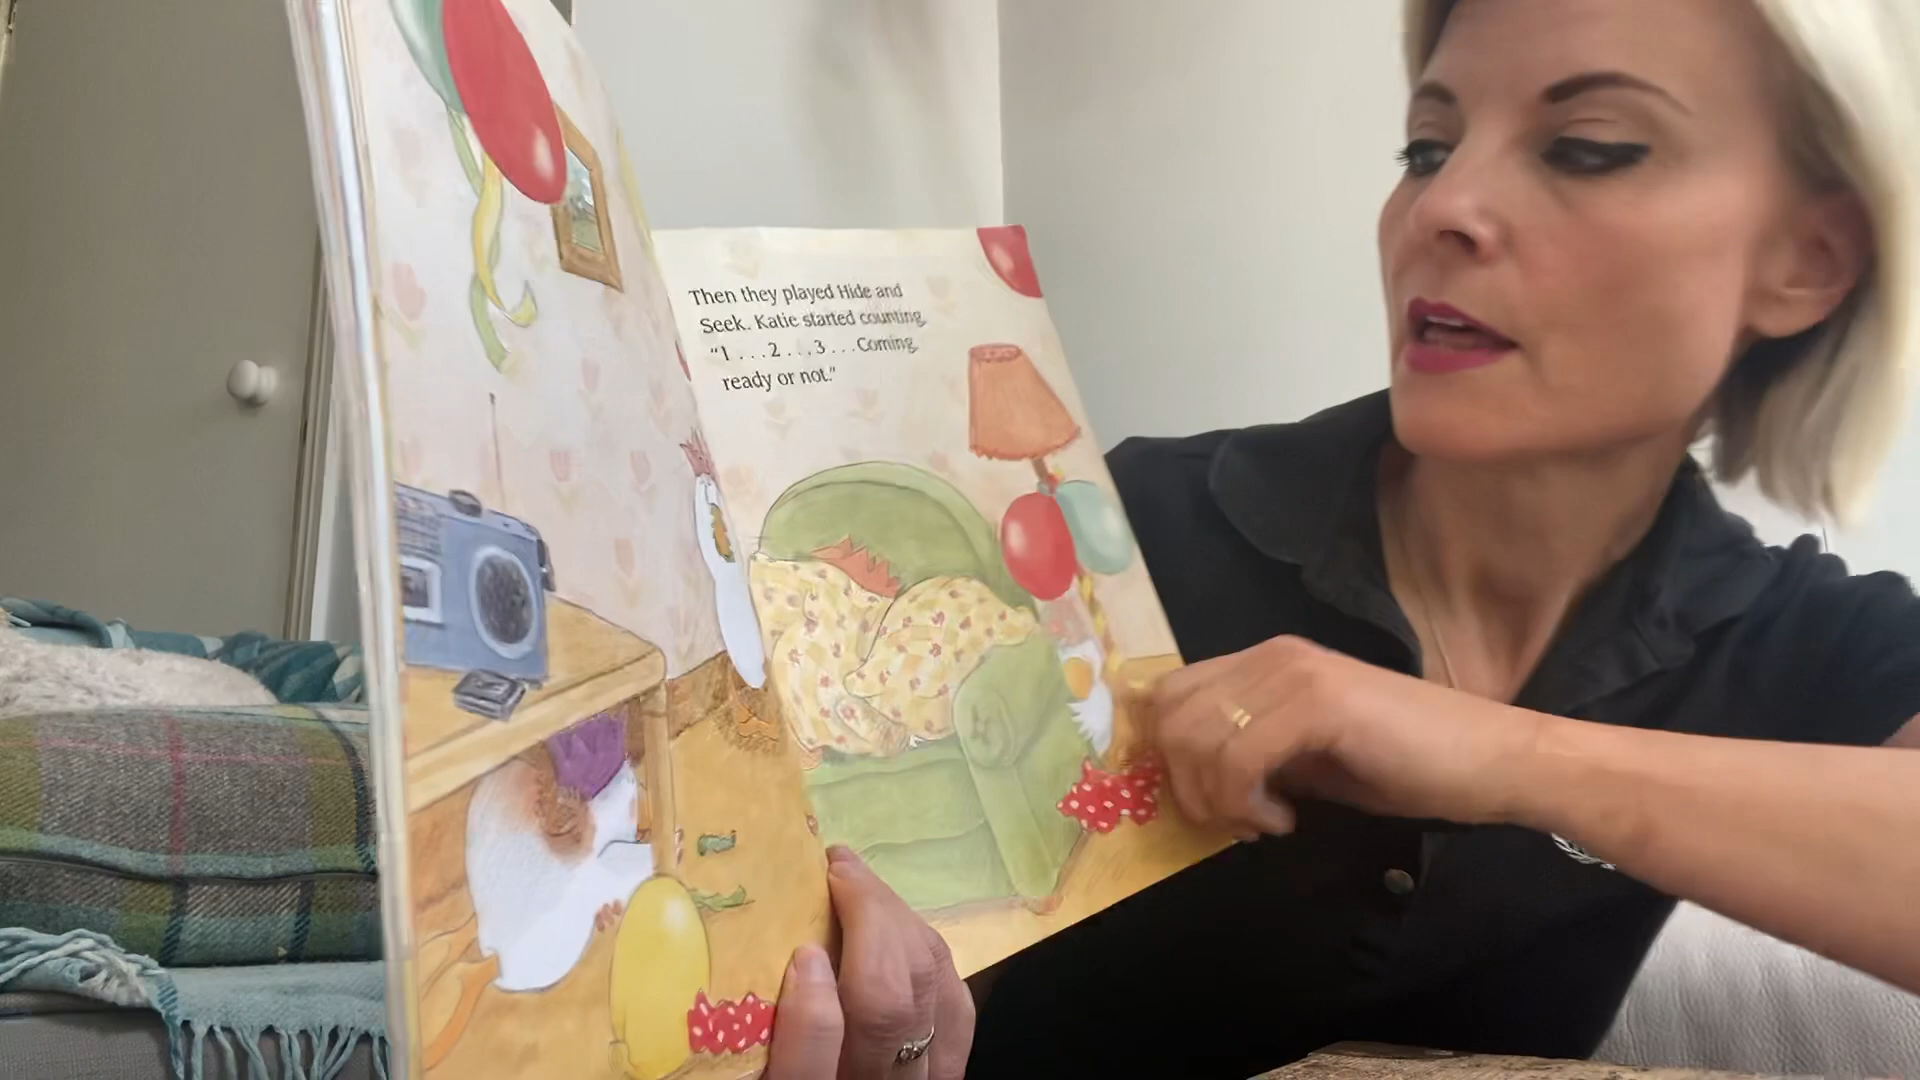 Then they played Hide and
Seek. Katie started counting.
"1 . . . 2 . . . 3 . . . Coming,
ready or not."